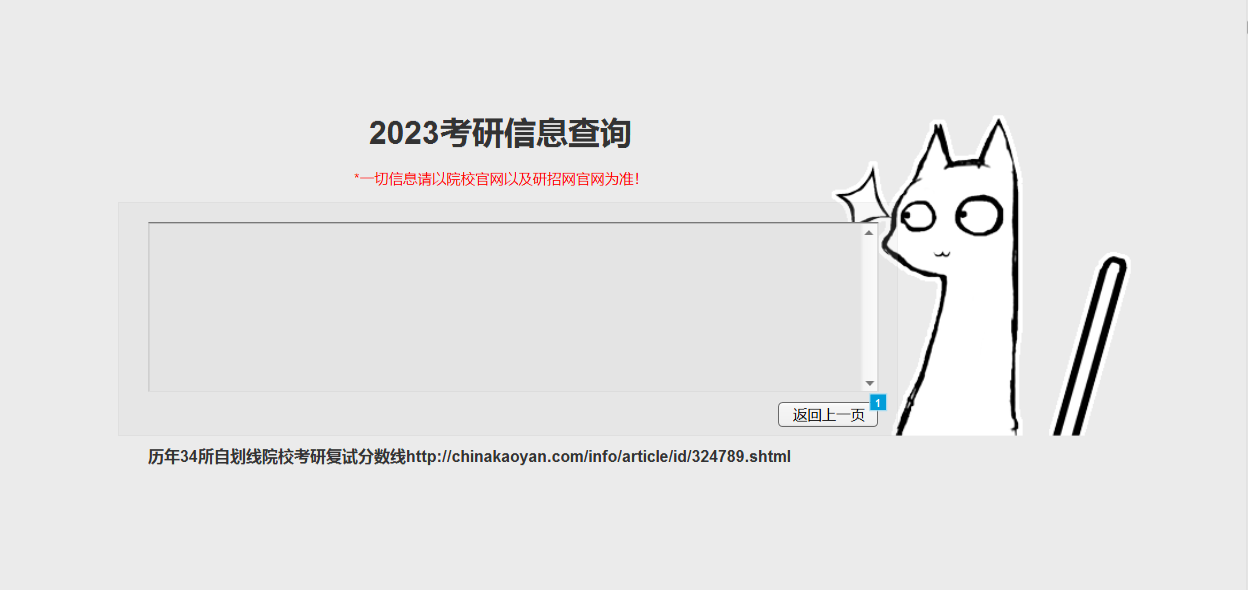 2023考研信息查询
*一切信息请以院校官网以及研招网官网为准！
返回上一页
1
历年34所自划线院校考研复试分数线http://chinakaoyan.com/info/article/id/324789.shtml